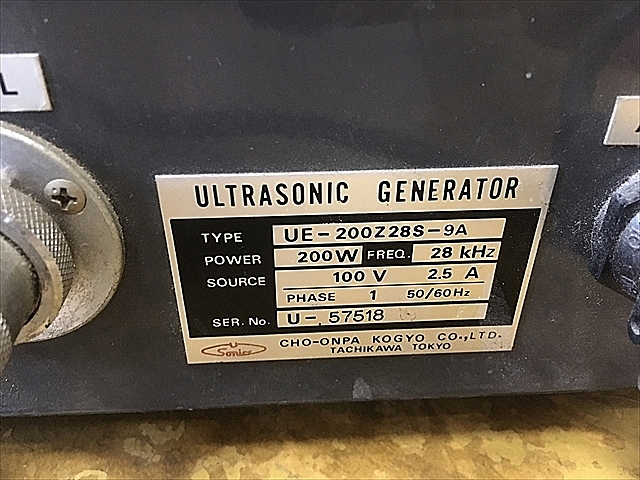 L
ULTRASONIC GENERATOR
TYPE UE-200Z28S-9A
POWER 200W FREQ. 28 kHz
SOURCE 100 V 2.5 A
PHASE 1 50/60Hz
SER. No. U-57518
U Sonics CHO-ONPA KOGYO CO.,LTD.
TACHIKAWA TOKYO